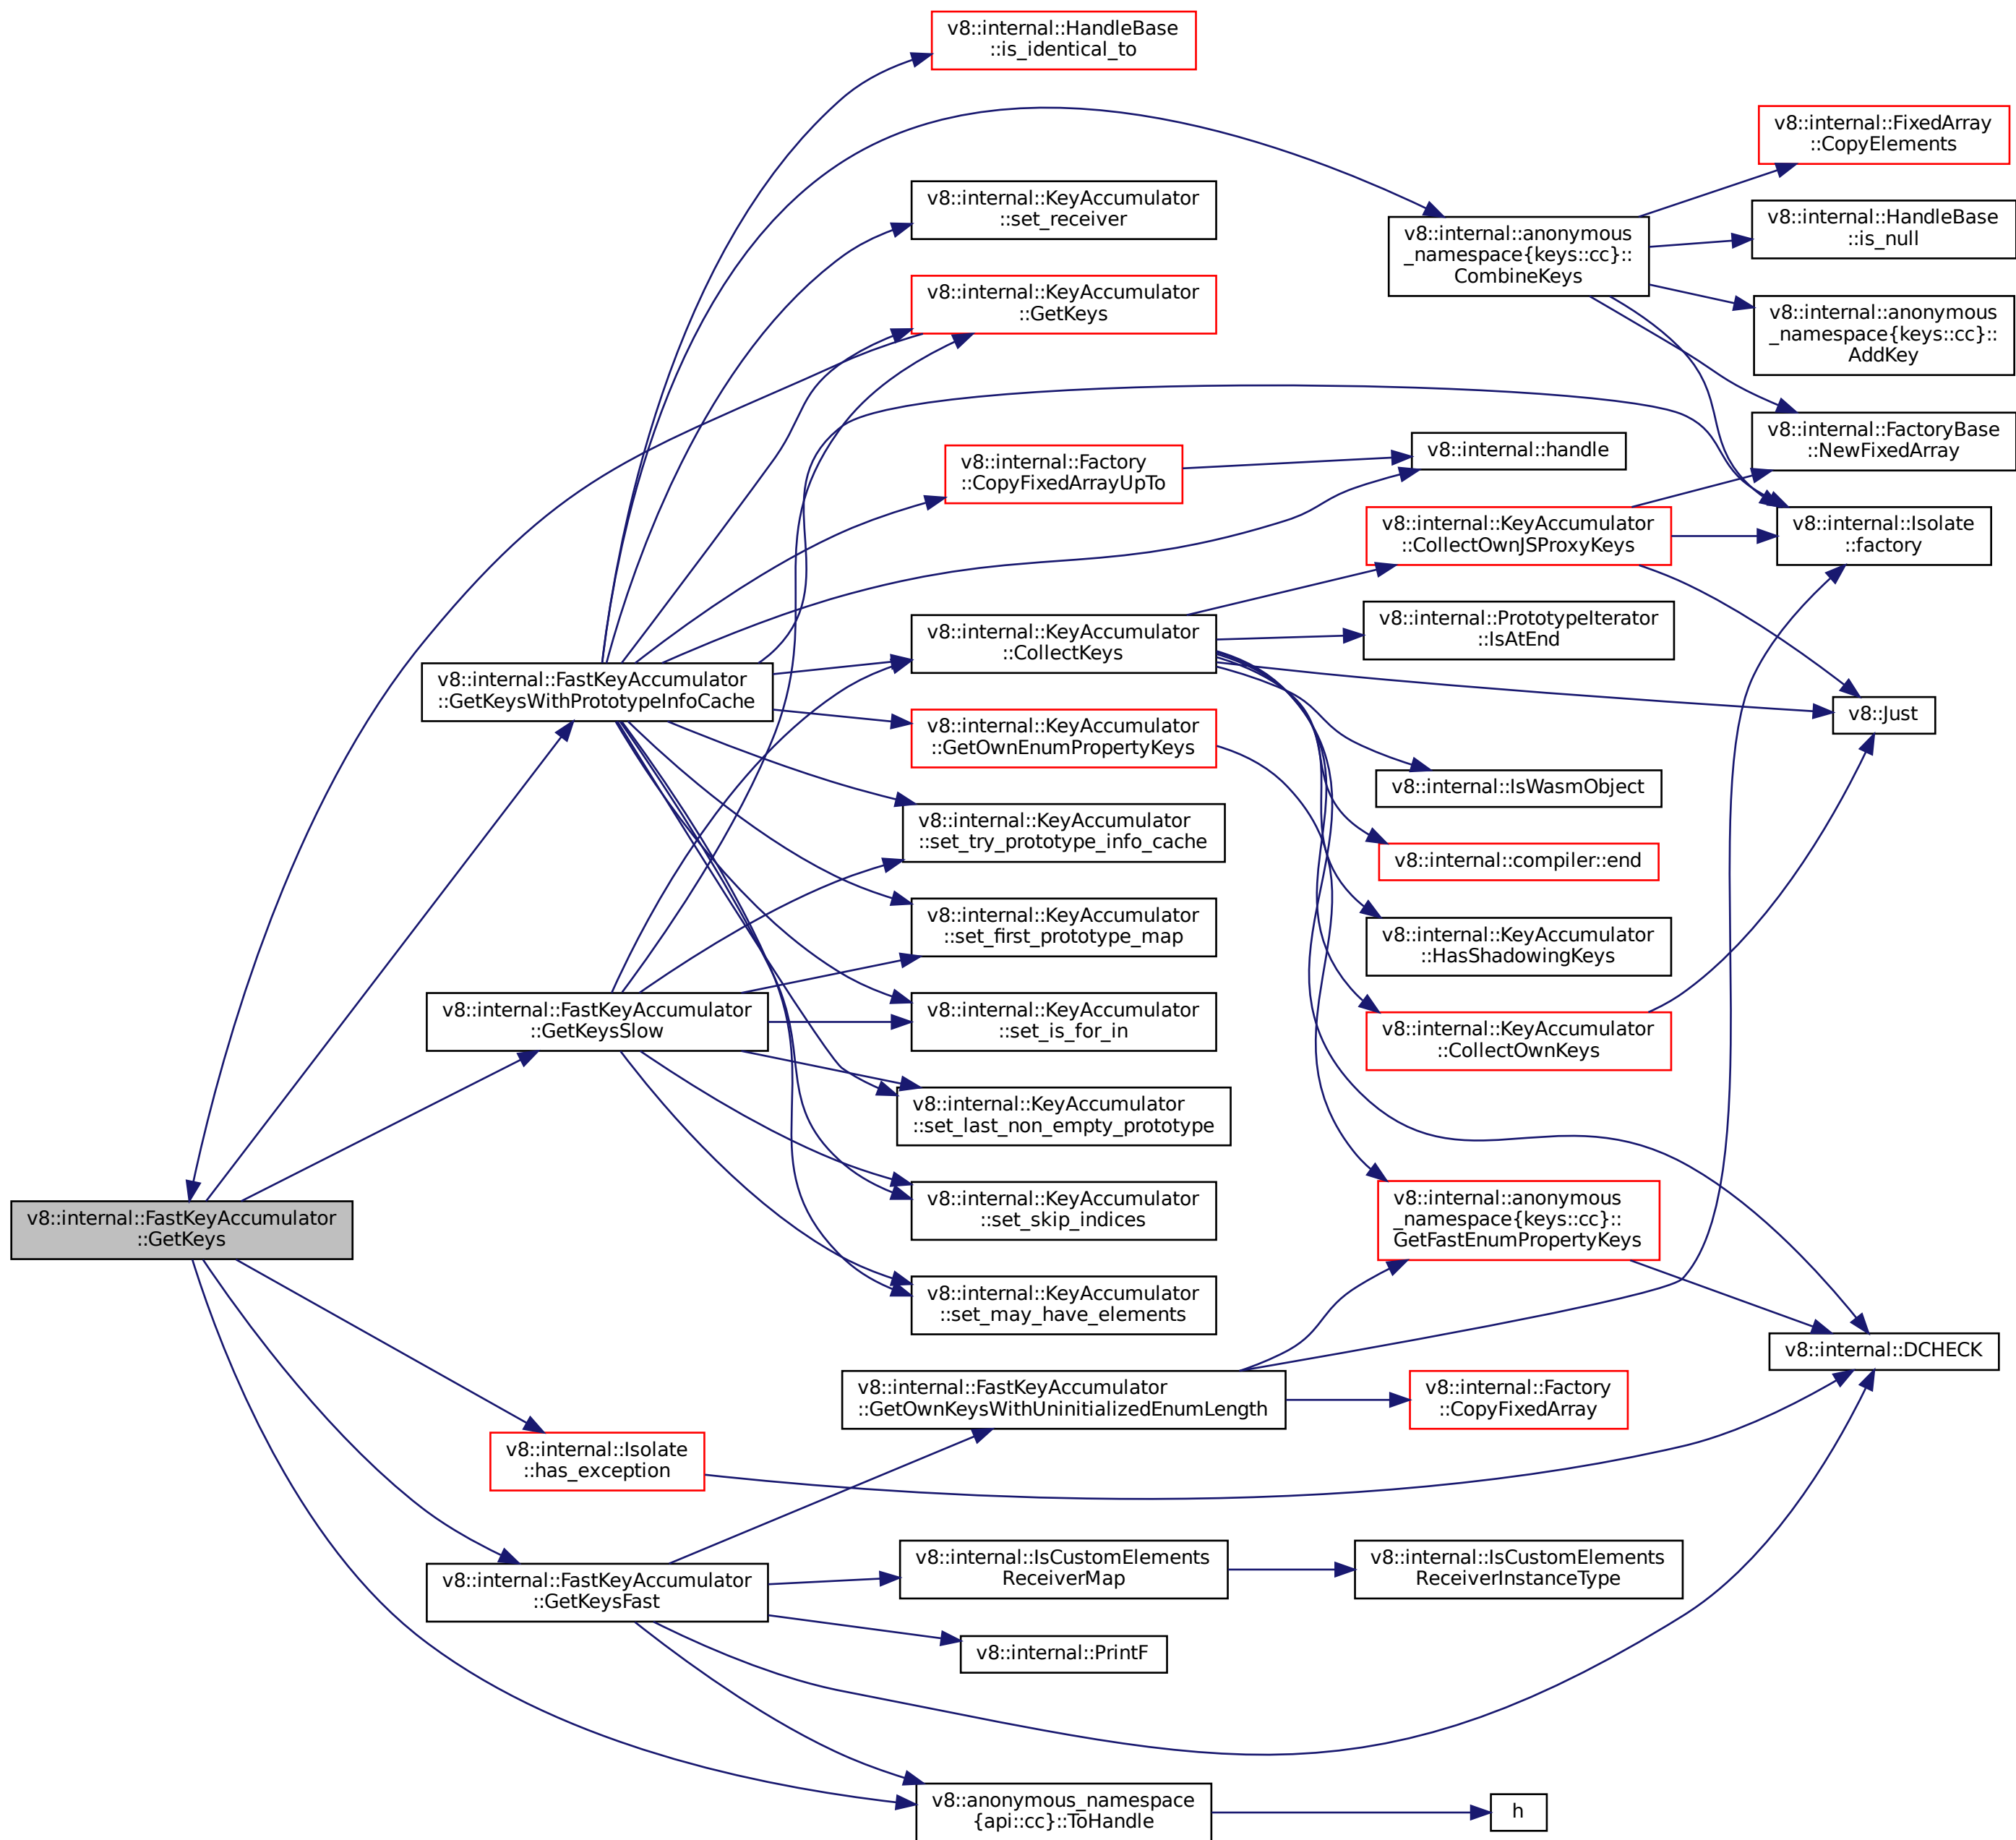 v8::internal::HandleBase
::is_identical_to
v8::internal::FixedArray
::CopyElements
v8::internal::KeyAccumulator
::set_receiver
v8::internal::anonymous
_namespace{keys::cc}::
CombineKeys
v8::internal::HandleBase
::is_null
v8::internal::KeyAccumulator
::GetKeys
v8::internal::anonymous
_namespace{keys::cc}::
AddKey
v8::internal::FactoryBase
::NewFixedArray
v8::internal::handle
v8::internal::Factory
::CopyFixedArrayUpTo
v8::internal::KeyAccumulator
::CollectOwnJSProxyKeys
v8::internal::Isolate
::factory
v8::internal::KeyAccumulator
::CollectKeys
v8::internal::PrototypeIterator
::IsAtEnd
v8::internal::FastKeyAccumulator
::GetKeysWithPrototypeInfoCache
v8::Just
v8::internal::KeyAccumulator
::GetOwnEnumPropertyKeys
v8::internal::IsWasmObject
v8::internal::KeyAccumulator
::set_try_prototype_info_cache
v8::internal::compiler::end
v8::internal::KeyAccumulator
::set_first_prototype_map
v8::internal::KeyAccumulator
::HasShadowingKeys
v8::internal::FastKeyAccumulator
::GetKeysSlow
v8::internal::KeyAccumulator
::set_is_for_in
v8::internal::KeyAccumulator
::CollectOwnKeys
v8::internal::KeyAccumulator
::set_last_non_empty_prototype
v8::internal::FastKeyAccumulator
::GetKeys
v8::internal::KeyAccumulator
::set_skip_indices
v8::internal::anonymous
_namespace{keys::cc}::
GetFastEnumPropertyKeys
v8::internal::KeyAccumulator
::set_may_have_elements
v8::internal::DCHECK
v8::internal::FastKeyAccumulator
::GetOwnKeysWithUninitializedEnumLength
v8::internal::Factory
::CopyFixedArray
v8::internal::Isolate
::has_exception
v8::internal::FastKeyAccumulator
::GetKeysFast
v8::internal::IsCustomElements
ReceiverMap
v8::internal::IsCustomElements
ReceiverInstanceType
v8::internal::PrintF
v8::anonymous_namespace
{api::cc}::ToHandle
h